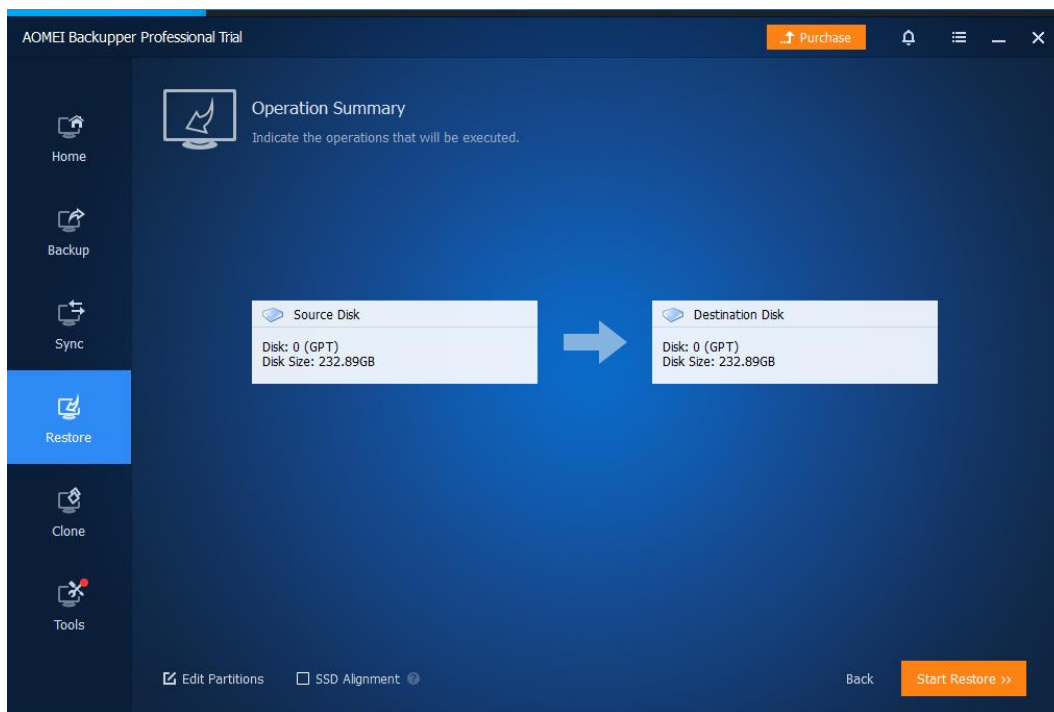 AOMEI Backupper Professional Trial
Purchase
Home
Backup
Sync
Restore
Clone
Tools
Operation Summary
Indicate the operations that will be executed.
Source Disk
Disk: 0 (GPT)
Disk Size: 232.89GB
Destination Disk
Disk: 0 (GPT)
Disk Size: 232.89GB
Edit Partitions
SSD Alignment ?
Back
Start Restore >>